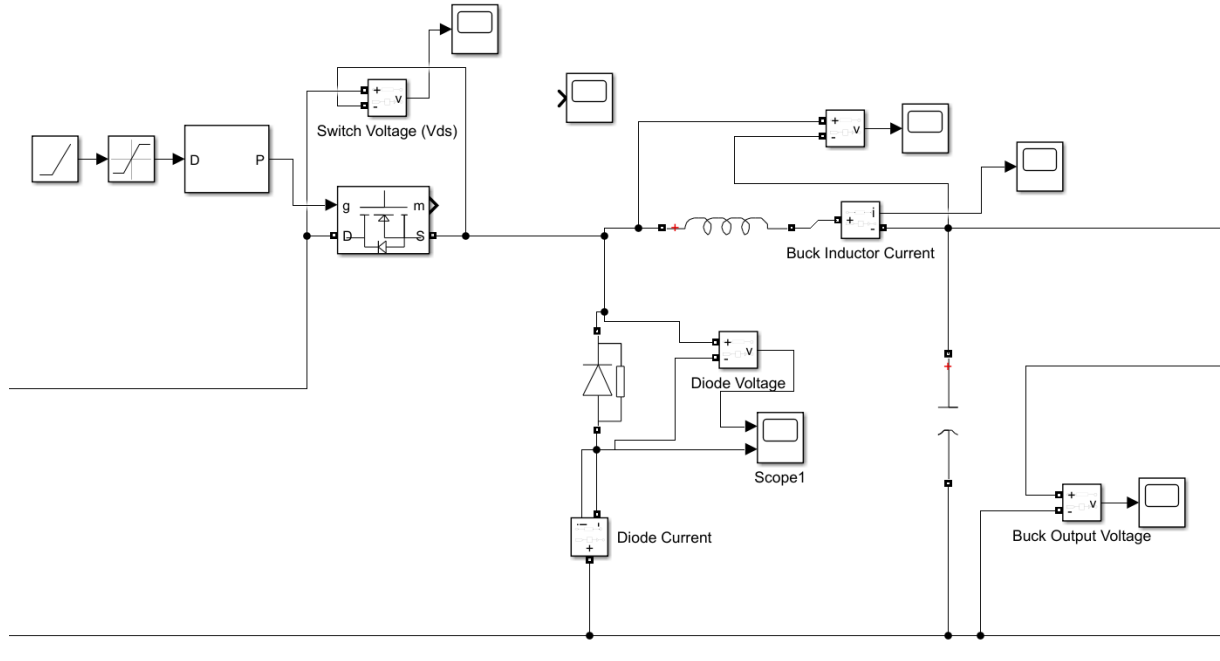 +
-
v
Switch Voltage (Vds)
D
P
g
m
D
S
+
-
v
+
i
-
Buck Inductor Current
+
+
-
v
Diode Voltage
Scope1
+
i
-
+
Diode Current
+
-
v
Buck Output Voltage